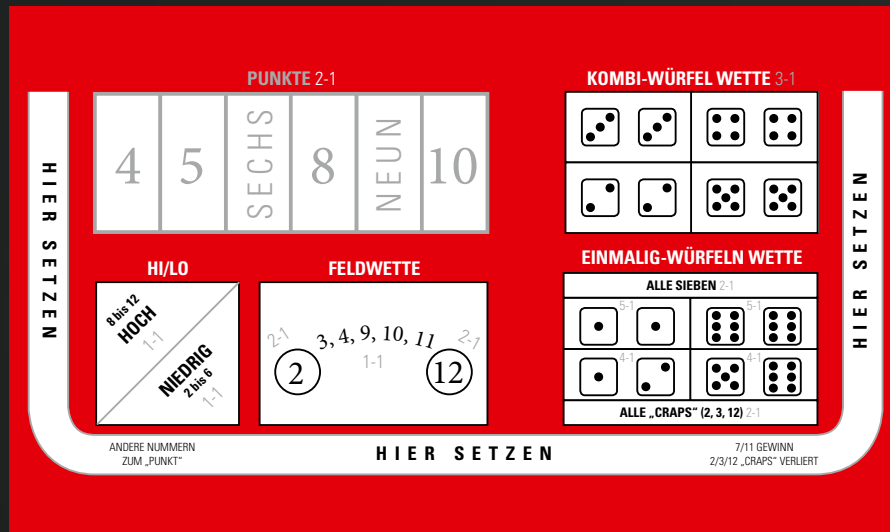 PUNKTE 2-1
4 5 SECHS 8 NEUN 10
KOMBI-WÜRFEL WETTE 3-1
HIER SETZEN
HI/LO
8 bis 12
HOCH
1-1
NIEDRIG
2 bis 6
1-1
FELDWETTE
2-1
3, 4, 9, 10, 11
2-1
1-1
2
12
EINMALIG-WÜRFELN WETTE
ALLE SIEBEN 2-1
5-1
5-1
4-1
4-1
ALLE „CRAPS“ (2, 3, 12) 2-1
HIER SETZEN
ANDERE NUMMERN
ZUM „PUNKT“
HIER SETZEN
7/11 GEWINN
2/3/12 „CRAPS“ VERLIERT